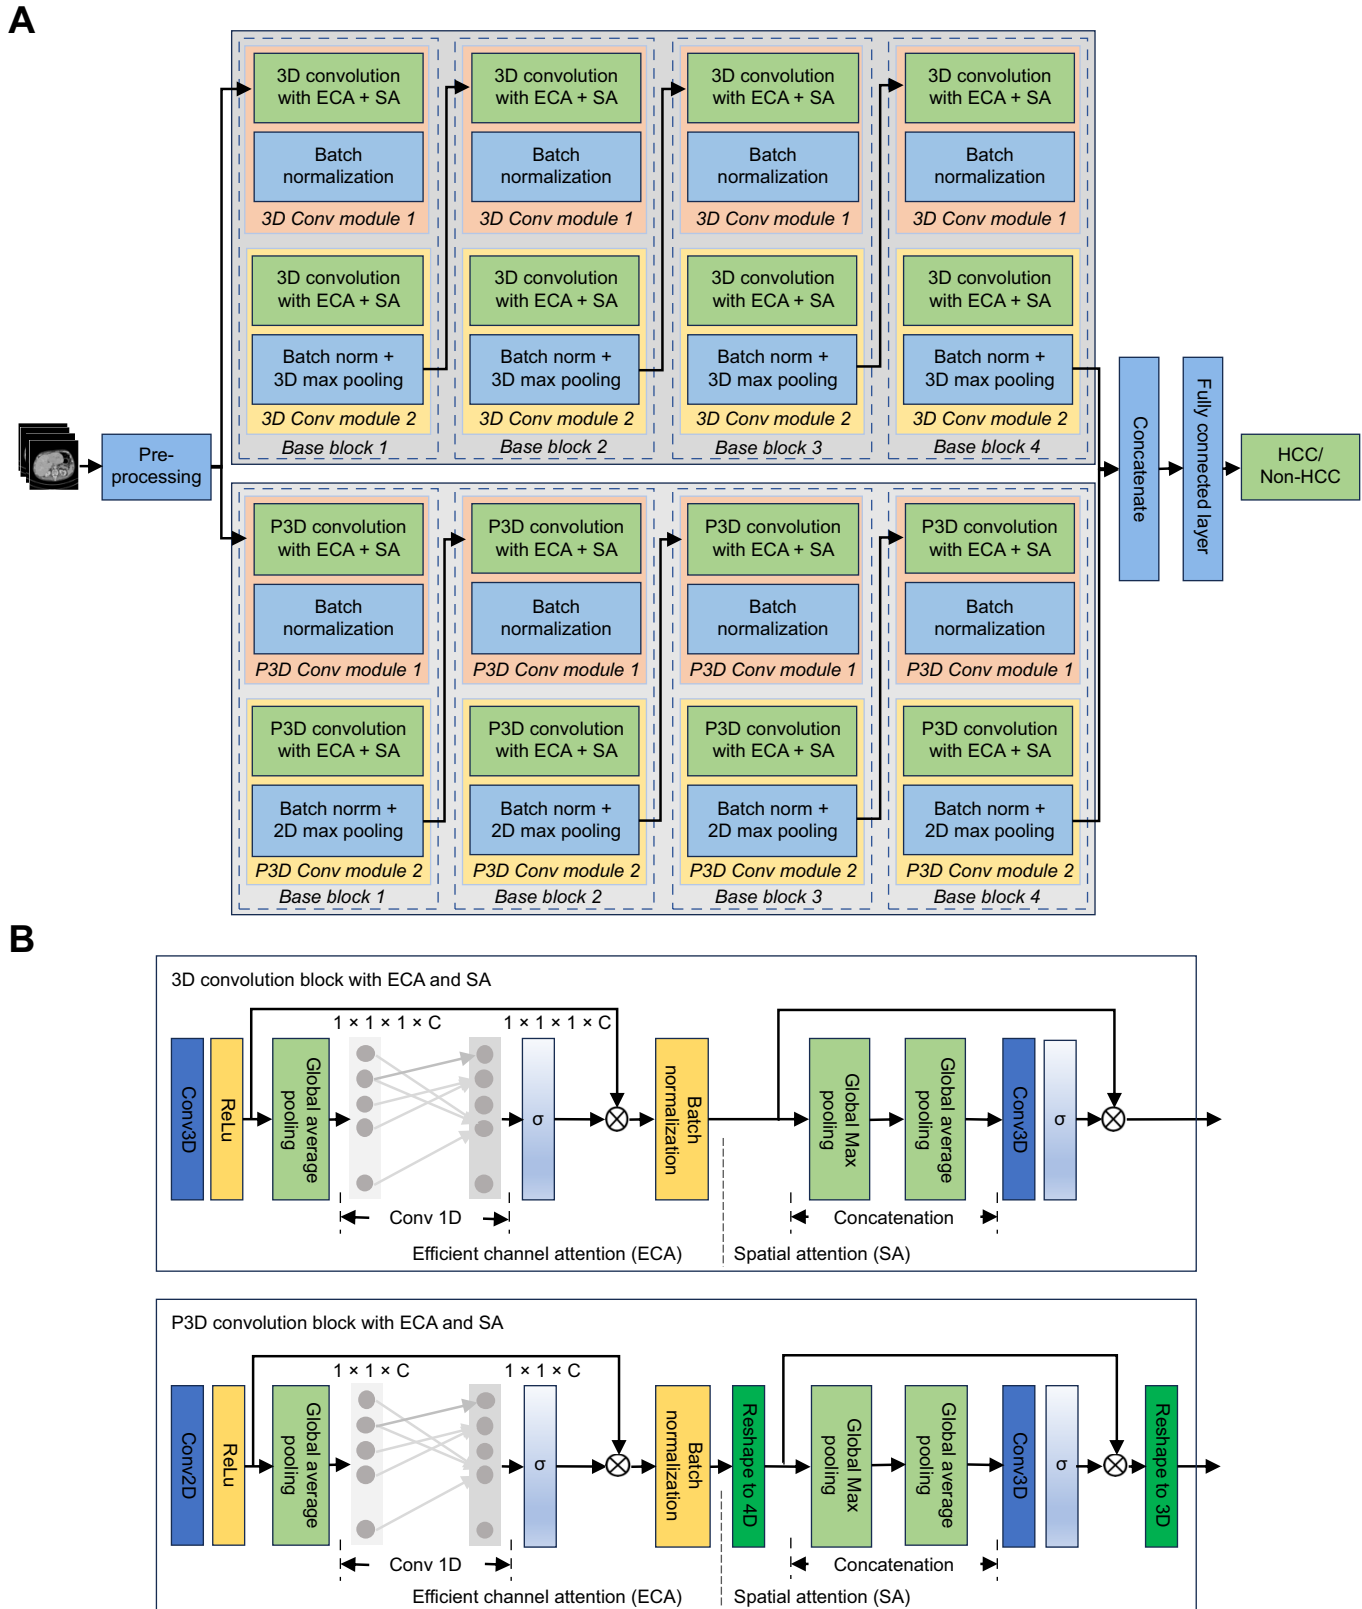 A
3D convolution
with ECA + SA
Batch
normalization
3D Conv module 1
3D convolution
with ECA + SA
Batch norm +
3D max pooling
3D Conv module 2
Base block 1
3D convolution
with ECA + SA
Batch
normalization
3D Conv module 1
3D convolution
with ECA + SA
Batch norm +
3D max pooling
3D Conv module 2
Base block 2
3D convolution
with ECA + SA
Batch
normalization
3D Conv module 1
3D convolution
with ECA + SA
Batch norm +
3D max pooling
3D Conv module 2
Base block 3
3D convolution
with ECA + SA
Batch
normalization
3D Conv module 1
3D convolution
with ECA + SA
Batch norm +
3D max pooling
3D Conv module 2
Base block 4
Pre-
processing
P3D convolution
with ECA + SA
Batch
normalization
P3D Conv module 1
P3D convolution
with ECA + SA
Batch norm +
2D max pooling
P3D Conv module 2
Base block 1
P3D convolution
with ECA + SA
Batch
normalization
P3D Conv module 1
P3D convolution
with ECA + SA
Batch norm +
2D max pooling
P3D Conv module 2
Base block 2
P3D convolution
with ECA + SA
Batch
normalization
P3D Conv module 1
P3D convolution
with ECA + SA
Batch norm +
2D max pooling
P3D Conv module 2
Base block 3
P3D convolution
with ECA + SA
Batch
normalization
P3D Conv module 1
P3D convolution
with ECA + SA
Batch norm +
2D max pooling
P3D Conv module 2
Base block 4
Concatenate
Fully connected layer
HCC/
Non-HCC
B
3D convolution block with ECA and SA
1 × 1 × 1 × C
1 × 1 × 1 × C
Conv3D
ReLu
Global average
pooling
σ
Batch
normalization
Global Max
pooling
Global average
pooling
Conv3D
σ
Conv 1D
Concatenation
Efficient channel attention (ECA)
Spatial attention (SA)
P3D convolution block with ECA and SA
1 × 1 × C
1 × 1 × C
Conv2D
ReLu
Global average
pooling
σ
Batch
normalization
Reshape to 4D
Global Max
pooling
Global average
pooling
Conv3D
σ
Reshape to 3D
Conv 1D
Concatenation
Efficient channel attention (ECA)
Spatial attention (SA)